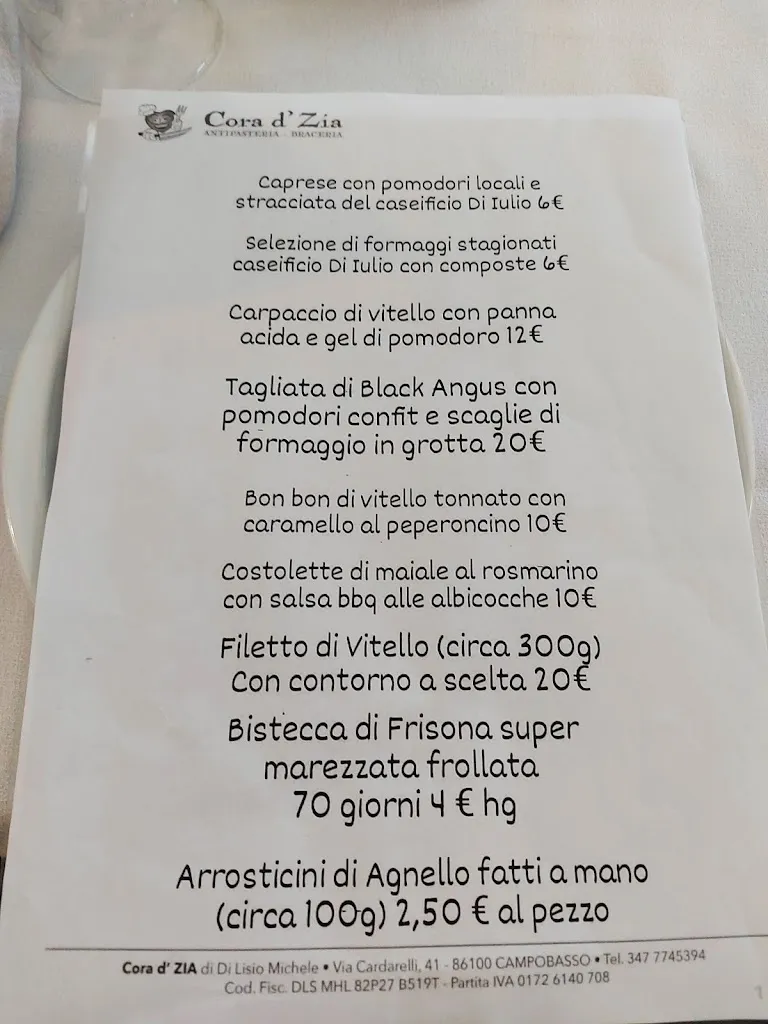 Cora d' Zia
ANTIPASTERIA - BRACERIA
Caprese con pomodori locali e
stracciata del caseificio Di Iulio 6€
Selezione di formaggi stagionati
caseificio Di Iulio con composte 6€
Carpaccio di vitello con panna
acida e gel di pomodoro 12€
Tagliata di Black Angus con
pomodori confit e scaglie di
formaggio in grotta 20€
Bon bon di vitello tonnato con
caramello al peperoncino 10€
Costolette di maiale al rosmarino
con salsa bbq alle albicocche 10€
Filetto di Vitello (circa 300g)
Con contorno a scelta 20€
Bistecca di Frisona super
marezzata frollata
70 giorni 4 € hg
Arrosticini di Agnello fatti a mano
(circa 100g) 2,50 € al pezzo
Cora d' ZIA di Di Lisio Michele • Via Cardarelli, 41 - 86100 CAMPOBASSO • Tel. 347 7745394
Cod. Fisc. DLS MHL 82P27 B519T - Partita IVA 0172 6140 708